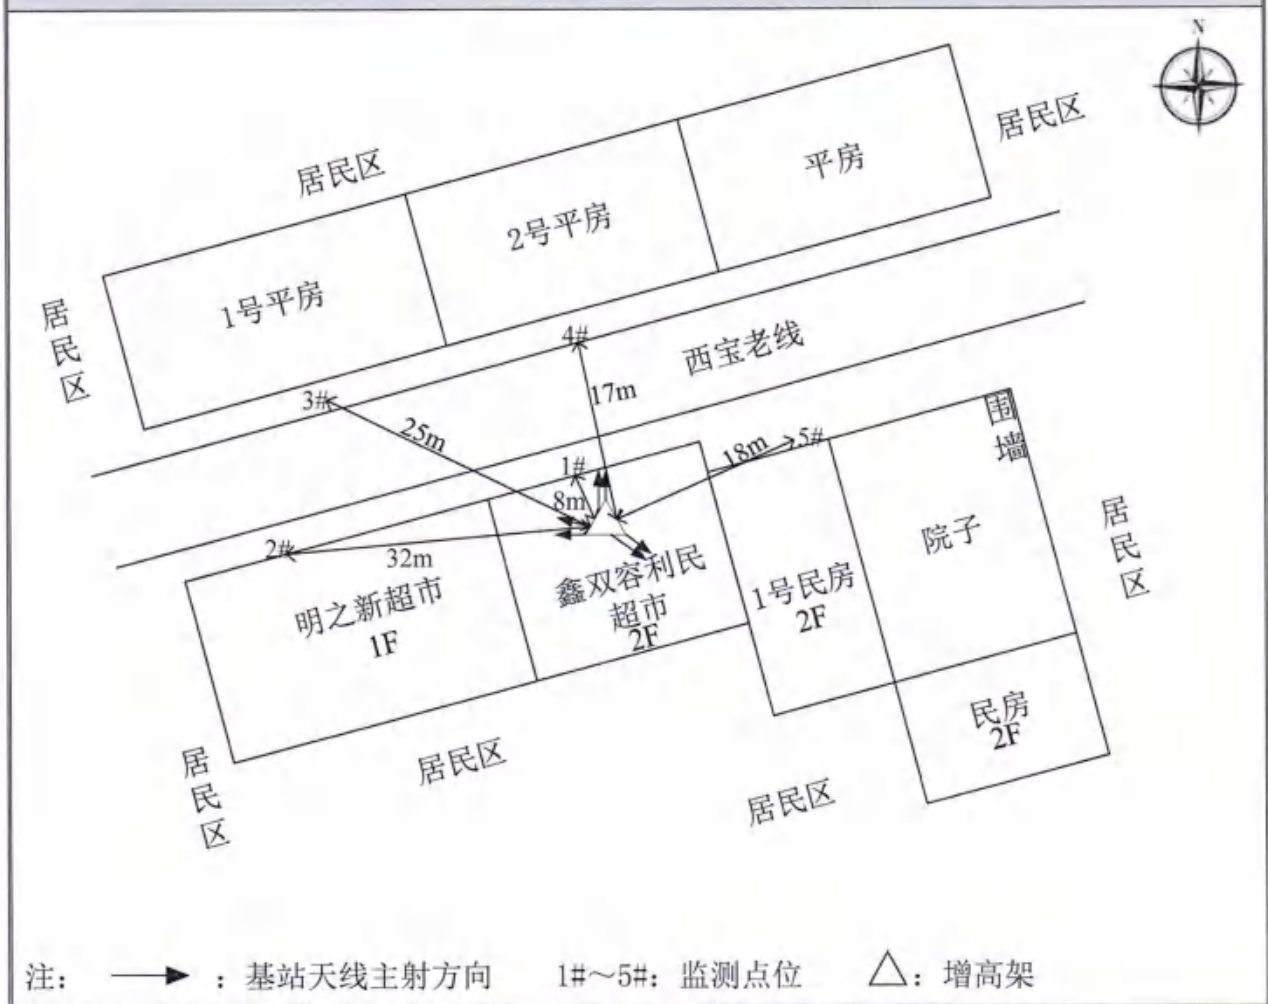 N
居民区
平房
居民区
2号平房
1号平房
居民区
4#
西宝老线
3#
17m
25m
围墙
1#
18m
5#
8m
2#
32m
院子
居民区
明之新超市
1F
鑫双容利民
超市
2F
1号民房
2F
民房
2F
居民区
居民区
居民区
注： ：基站天线主射方向 1#～5#：监测点位 △：增高架